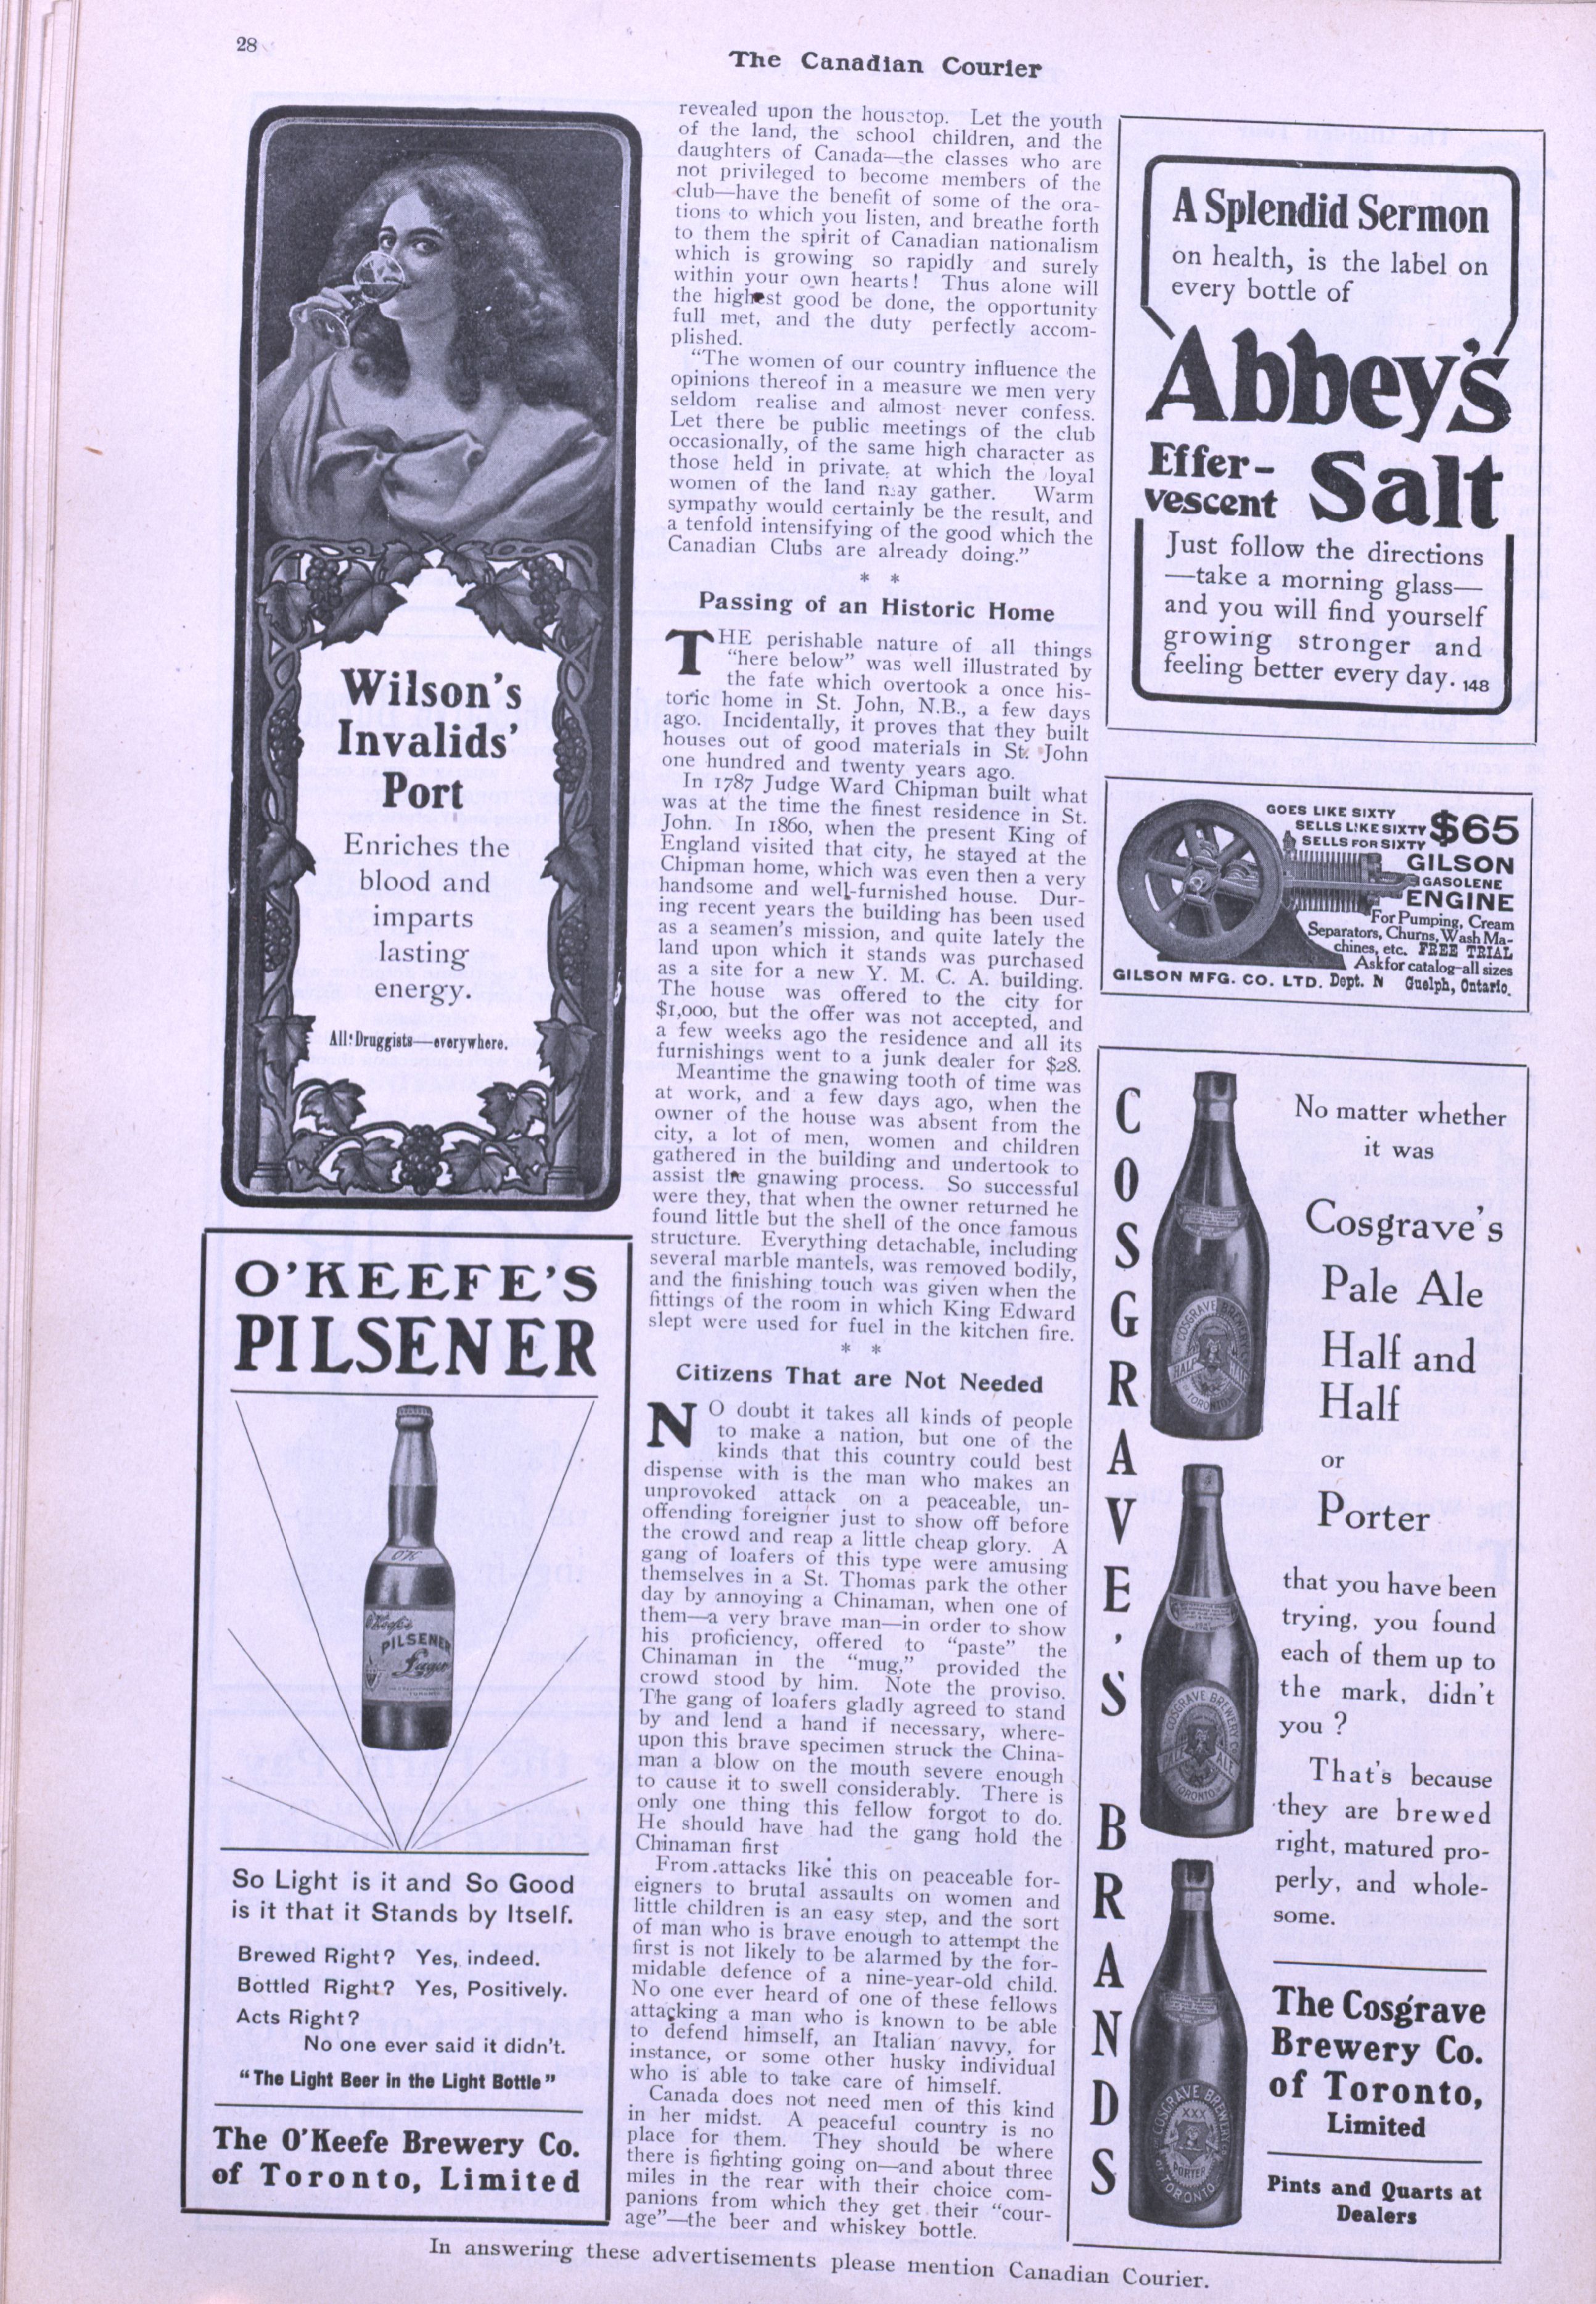 28
The Canadian Courier
Wilson's
Invalids'
Port
Enriches the
blood and
imparts
lasting
energy.
All Druggists—everywhere.
O'KEEFE'S
PILSENER
OK
O'Keefe's
PILSENER
Lager
So Light is it and So Good
is it that it Stands by Itself.
Brewed Right? Yes, indeed.
Bottled Right? Yes, Positively.
Acts Right?
No one ever said it didn't.
"The Light Beer in the Light Bottle"
The O'Keefe Brewery Co.
of Toronto, Limited
revealed upon the housetop. Let the youth
of the land, the school children, and the
daughters of Canada—the classes who are
not privileged to become members of the
club—have the benefit of some of the ora-
tions to which you listen, and breathe forth
to them the spirit of Canadian nationalism
which is growing so rapidly and surely
within your own hearts! Thus alone will
the highest good be done, the opportunity
full met, and the duty perfectly accom-
plished.
"The women of our country influence the
opinions thereof in a measure we men very
seldom realise and almost never confess.
Let there be public meetings of the club
occasionally, of the same high character as
those held in private, at which the loyal
women of the land may gather. Warm
sympathy would certainly be the result, and
a tenfold intensifying of the good which the
Canadian Clubs are already doing."
* *
Passing of an Historic Home
THE perishable nature of all things
"here below" was well illustrated by
the fate which overtook a once his-
toric home in St. John, N.B., a few days
ago. Incidentally, it proves that they built
houses out of good materials in St. John
one hundred and twenty years ago.
In 1787 Judge Ward Chipman built what
was at the time the finest residence in St.
John. In 1860, when the present King of
England visited that city, he stayed at the
Chipman home, which was even then a very
handsome and well-furnished house. Dur-
ing recent years the building has been used
as a seamen's mission, and quite lately the
land upon which it stands was purchased
as a site for a new Y. M. C. A. building.
The house was offered to the city for
$1,000, but the offer was not accepted, and
a few weeks ago the residence and all its
furnishings went to a junk dealer for $28.
Meantime the gnawing tooth of time was
at work, and a few days ago, when the
owner of the house was absent from the
city, a lot of men, women and children
gathered in the building and undertook to
assist the gnawing process. So successful
were they, that when the owner returned he
found little but the shell of the once famous
structure. Everything detachable, including
several marble mantels, was removed bodily,
and the finishing touch was given when the
fittings of the room in which King Edward
slept were used for fuel in the kitchen fire.
* *
Citizens That are Not Needed
NO doubt it takes all kinds of people
to make a nation, but one of the
kinds that this country could best
dispense with is the man who makes an
unprovoked attack on a peaceable, un-
offending foreigner just to show off before
the crowd and reap a little cheap glory. A
gang of loafers of this type were amusing
themselves in a St. Thomas park the other
day by annoying a Chinaman, when one of
them—a very brave man—in order to show
his proficiency, offered to "paste" the
Chinaman in the "mug," provided the
crowd stood by him. Note the proviso.
The gang of loafers gladly agreed to stand
by and lend a hand if necessary, where-
upon this brave specimen struck the China-
man a blow on the mouth severe enough
to cause it to swell considerably. There is
only one thing this fellow forgot to do.
He should have had the gang hold the
Chinaman first
From attacks like this on peaceable for-
eigners to brutal assaults on women and
little children is an easy step, and the sort
of man who is brave enough to attempt the
first is not likely to be alarmed by the for-
midable defence of a nine-year-old child.
No one ever heard of one of these fellows
attacking a man who is known to be able
to defend himself, an Italian navvy, for
instance, or some other husky individual
who is able to take care of himself.
Canada does not need men of this kind
in her midst. A peaceful country is no
place for them. They should be where
there is fighting going on—and about three
miles in the rear with their choice com-
panions from which they get their "cour-
age"—the beer and whiskey bottle.
A Splendid Sermon
on health, is the label on
every bottle of
Abbey's
Effer-
vescent Salt
Just follow the directions
—take a morning glass—
and you will find yourself
growing stronger and
feeling better every day. 148
GOES LIKE SIXTY
SELLS LIKE SIXTY $65
SELLS FOR SIXTY
GILSON
GASOLENE
ENGINE
For Pumping, Cream
Separators, Churns, Wash Ma-
chines, etc. FREE TRIAL
Ask for catalog-all sizes
GILSON MFG. CO. LTD. Dept. N Guelph, Ontario.
COSGRAVE'S BRANDS
COSGRAVE BREWERY CO.
HALF HALF
TORONTO
COSGRAVE BREWERY CO.
PALE ALE
TORONTO
COSGRAVE BREWERY CO.
XXX
PORTER
OF TORONTO
No matter whether
it was
Cosgrave's
Pale Ale
Half and
Half
or
Porter
that you have been
trying, you found
each of them up to
the mark, didn't
you ?
That's because
they are brewed
right, matured pro-
perly, and whole-
some.
The Cosgrave
Brewery Co.
of Toronto,
Limited
Pints and Quarts at
Dealers
In answering these advertisements please mention Canadian Courier.